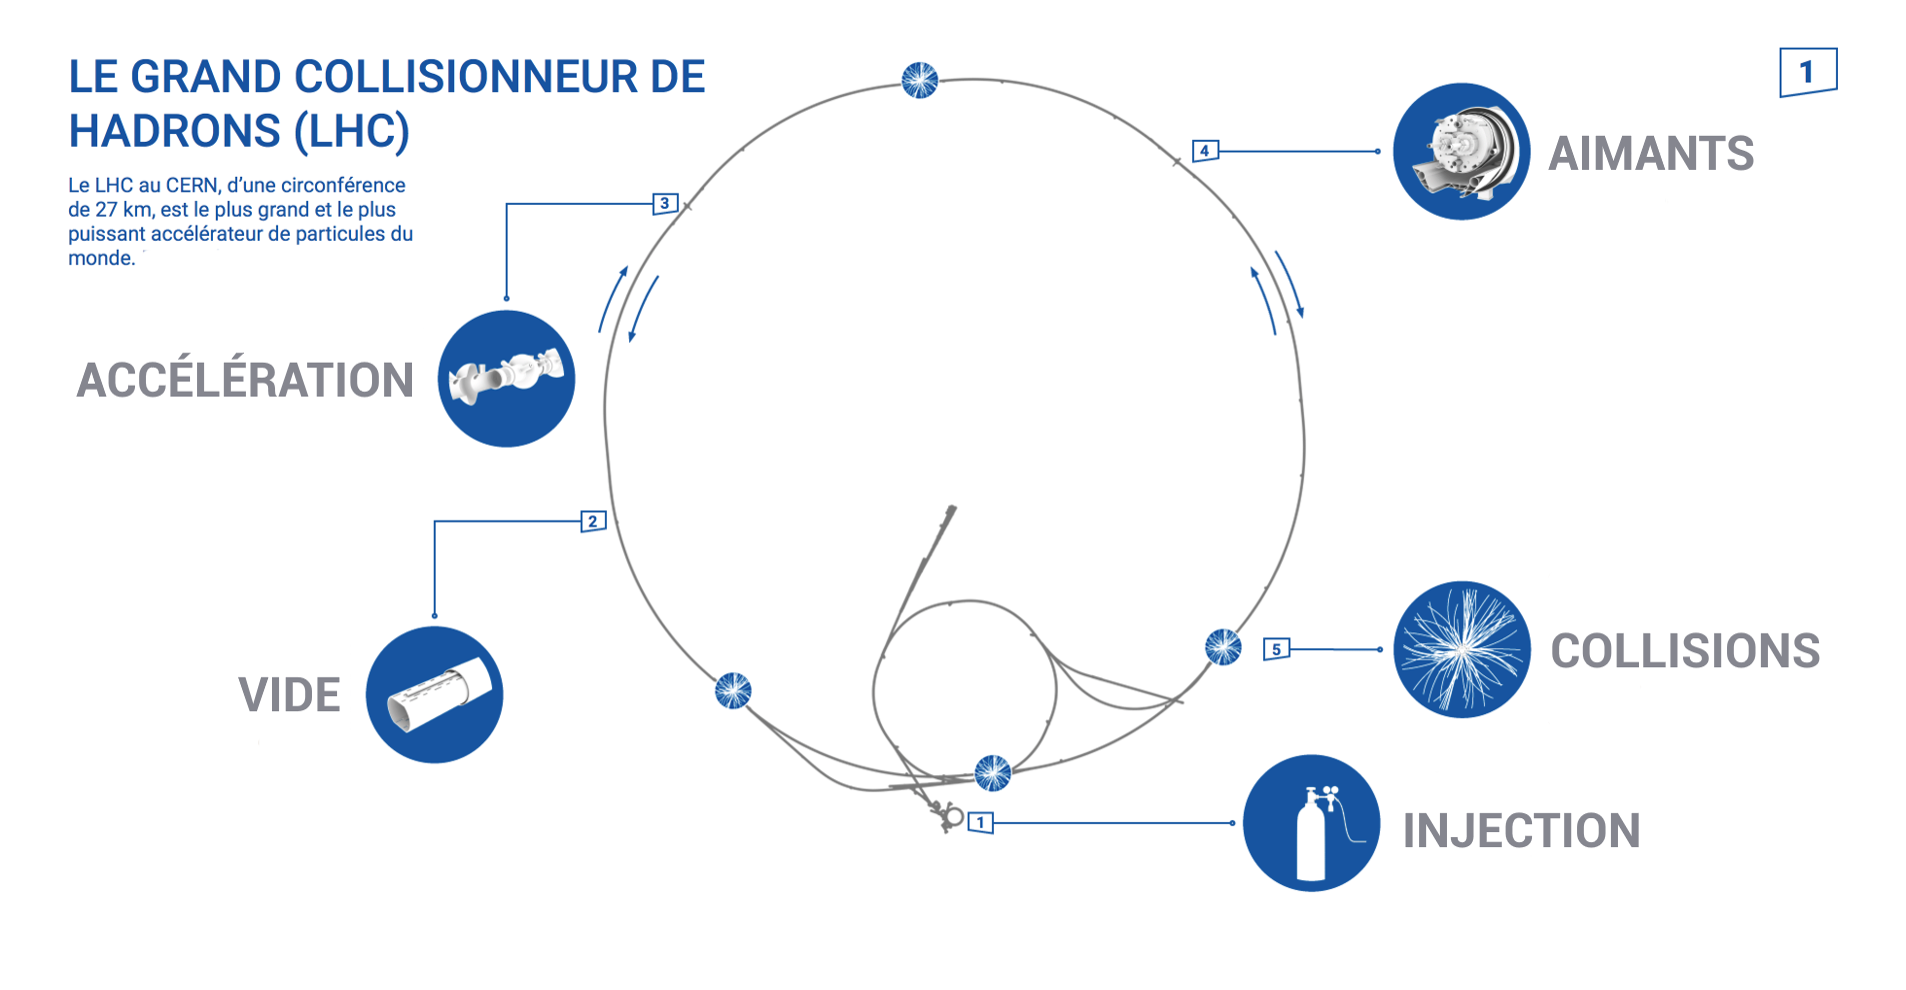 LE GRAND COLLISIONNEUR DE
HADRONS (LHC)
Le LHC au CERN, d’une circonférence
de 27 km, est le plus grand et le plus
puissant accélérateur de particules du
monde.
1
4
AIMANTS
3
ACCÉLÉRATION
2
VIDE
5
COLLISIONS
1
INJECTION